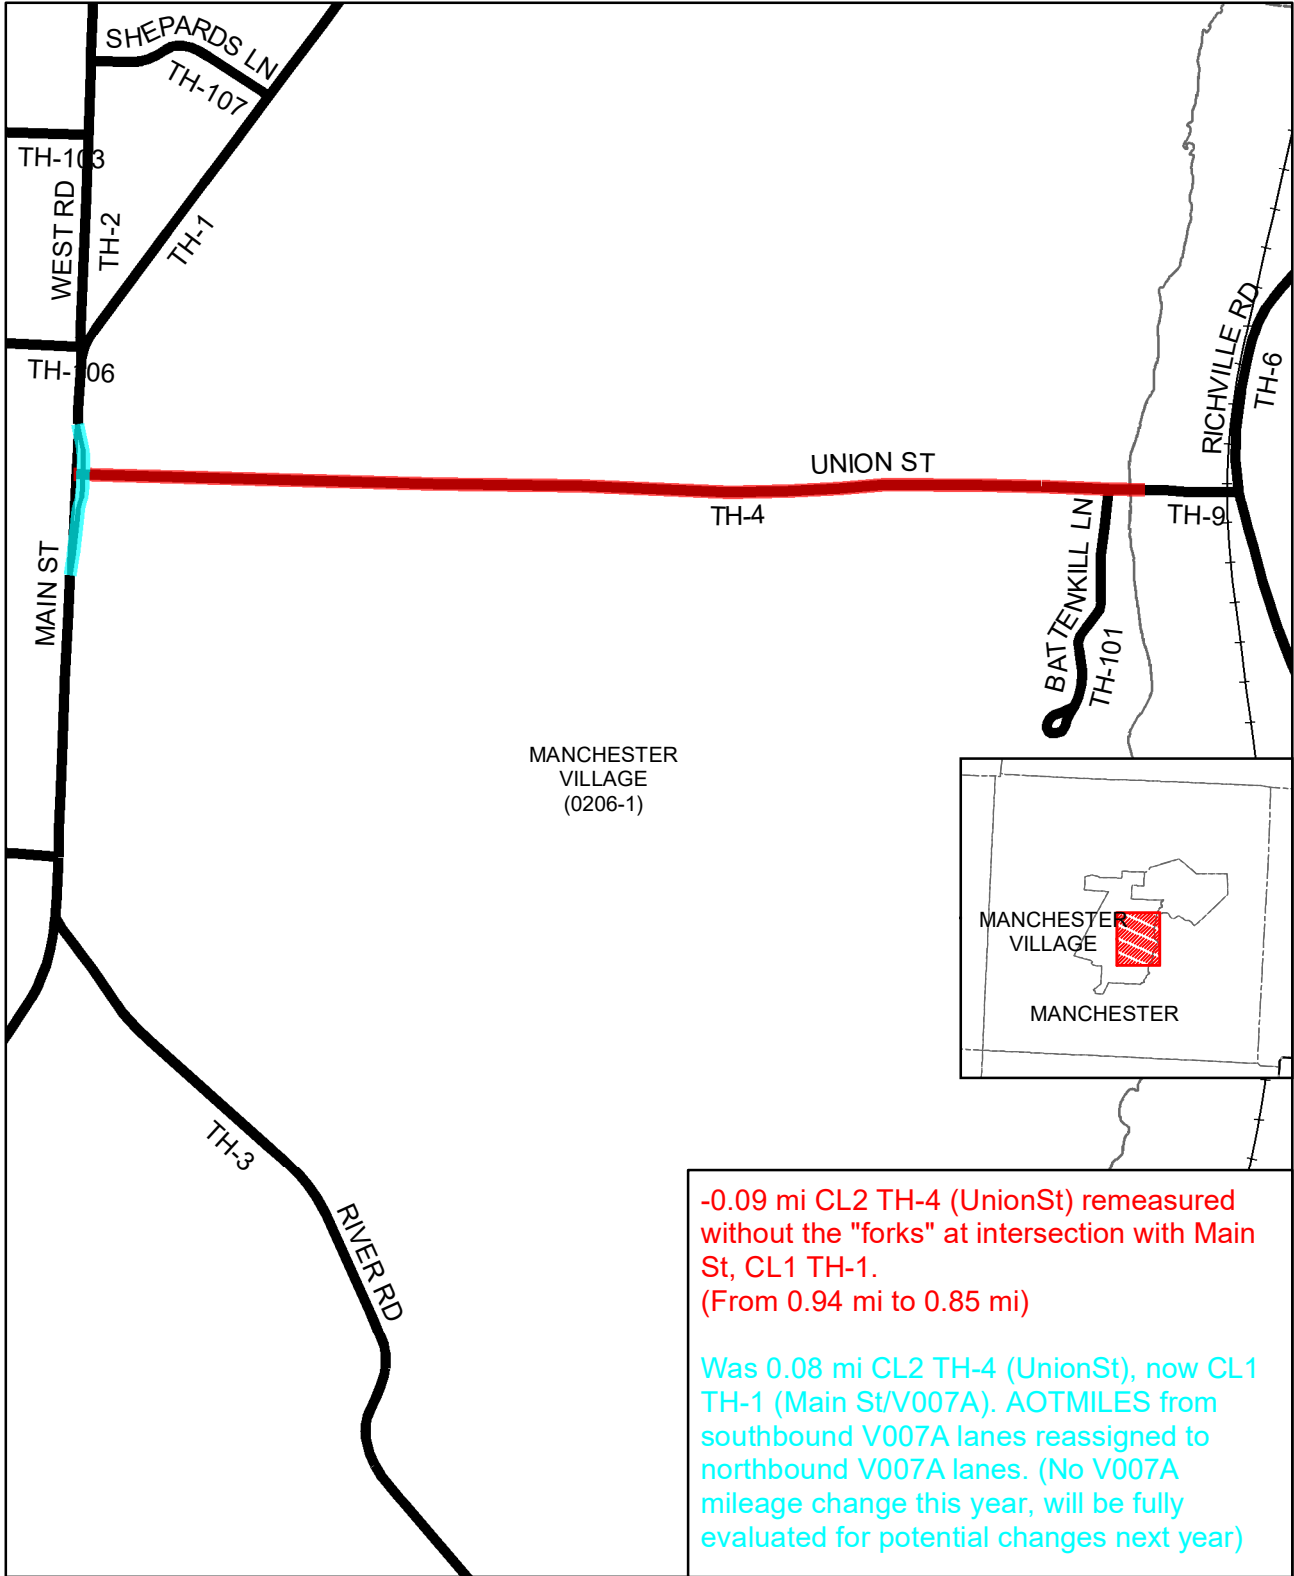 SHEPARDS LN
TH-107
TH-103
WEST RD
TH-2
TH-1
TH-106
RICHVILLE RD
TH-6
UNION ST
TH-4
TH-9
MAIN ST
BATTENKILL LN
TH-101
MANCHESTER
VILLAGE
(0206-1)
MANCHESTER
VILLAGE
MANCHESTER
TH-3
RIVER RD
-0.09 mi CL2 TH-4 (UnionSt) remeasured
without the "forks" at intersection with Main
St, CL1 TH-1.
(From 0.94 mi to 0.85 mi)
Was 0.08 mi CL2 TH-4 (UnionSt), now CL1
TH-1 (Main St/V007A). AOTMILES from
southbound V007A lanes reassigned to
northbound V007A lanes. (No V007A
mileage change this year, will be fully
evaluated for potential changes next year)